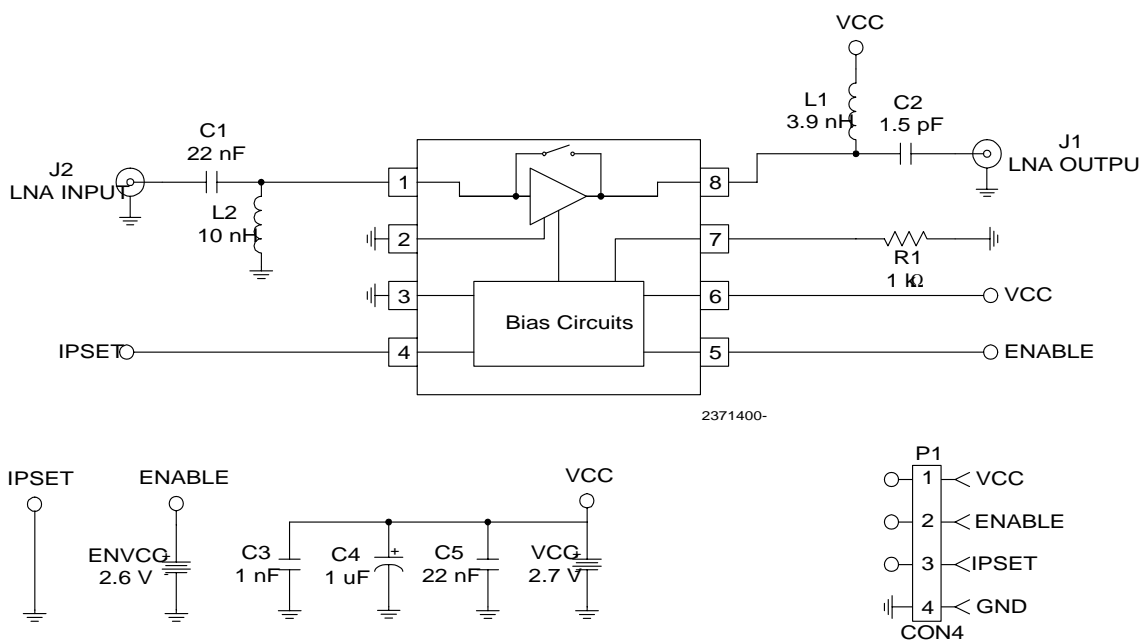 VCC
L1
3.9 nH
C2
1.5 pF
J1
LNA OUTPU
C1
22 nF
J2
LNA INPUT
L2
10 nH
1
8
2
7
R1
1 kΩ
3
6
VCC
Bias Circuits
IPSET
4
5
ENABLE
2371400-
IPSET
ENABLE
VCC
P1
1
VCC
2
ENABLE
ENVCC
2.6 V
+
-
C3
1 nF
C4
1 uF
+
C5
22 nF
VCC
2.7 V
+
-
3
IPSET
4
GND
CON4